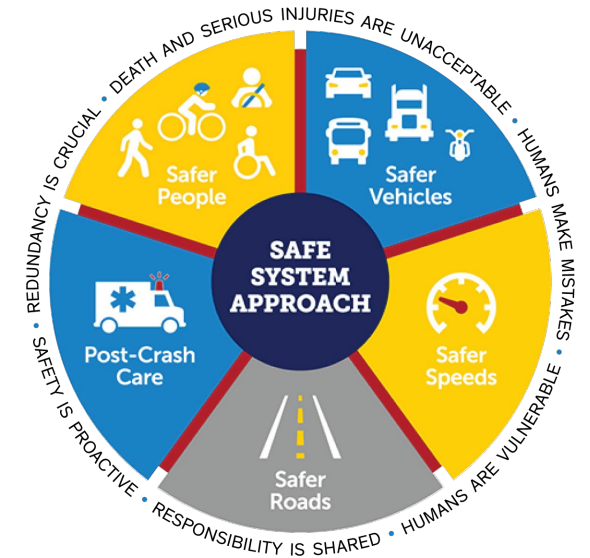 DEATH AND SERIOUS INJURIES ARE UNACCEPTABLE •
HUMANS MAKE MISTAKES •
HUMANS ARE VULNERABLE •
RESPONSIBILITY IS SHARED •
SAFETY IS PROACTIVE •
REDUNDANCY IS CRUCIAL •
Safer
People
Safer
Vehicles
SAFE
SYSTEM
APPROACH
Post-Crash
Care
Safer
Speeds
Safer
Roads